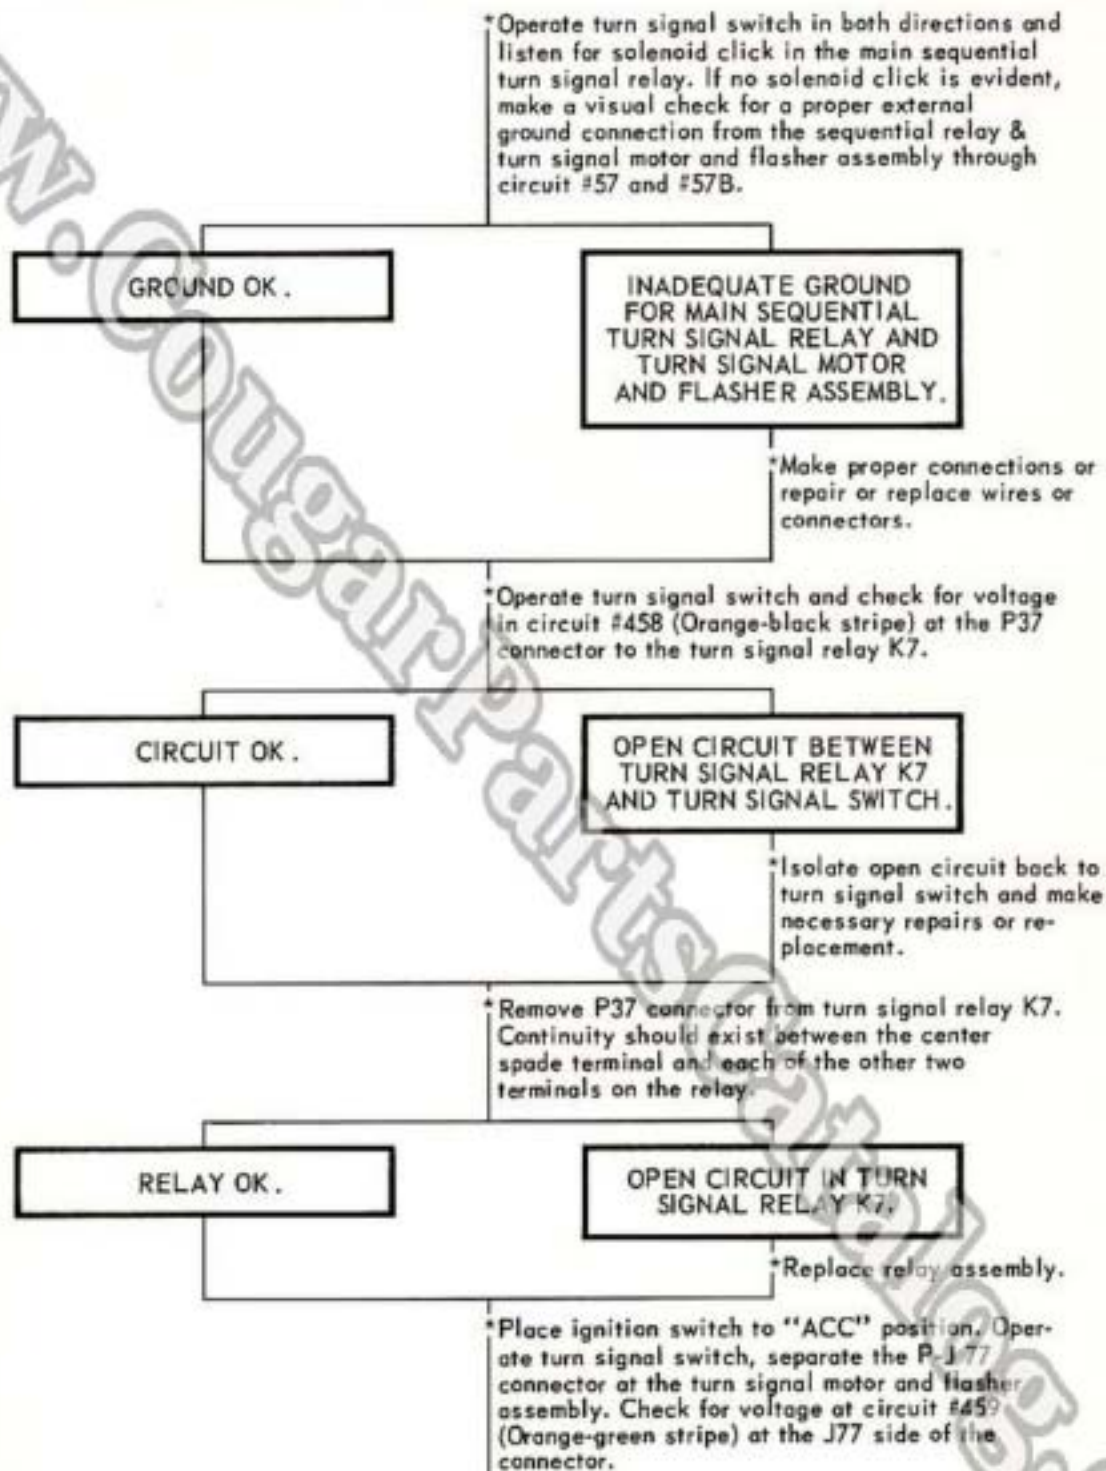 *Operate turn signal switch in both directions and
listen for solenoid click in the main sequential
turn signal relay. If no solenoid click is evident,
make a visual check for a proper external
ground connection from the sequential relay &
turn signal motor and flasher assembly through
circuit #57 and #57B.
GROUND OK.
INADEQUATE GROUND
FOR MAIN SEQUENTIAL
TURN SIGNAL RELAY AND
TURN SIGNAL MOTOR
AND FLASHER ASSEMBLY.
*Make proper connections or
repair or replace wires or
connectors.
*Operate turn signal switch and check for voltage
in circuit #458 (Orange-black stripe) at the P37
connector to the turn signal relay K7.
CIRCUIT OK.
OPEN CIRCUIT BETWEEN
TURN SIGNAL RELAY K7
AND TURN SIGNAL SWITCH.
*Isolate open circuit back to
turn signal switch and make
necessary repairs or re-
placement.
*Remove P37 connector from turn signal relay K7.
Continuity should exist between the center
spade terminal and each of the other two
terminals on the relay.
RELAY OK.
OPEN CIRCUIT IN TURN
SIGNAL RELAY K7.
*Replace relay assembly.
*Place ignition switch to "ACC" position. Oper-
ate turn signal switch, separate the P-J 77
connector at the turn signal motor and flasher
assembly. Check for voltage at circuit #459
(Orange-green stripe) at the J77 side of the
connector.
w.CougarPartsCatalog.